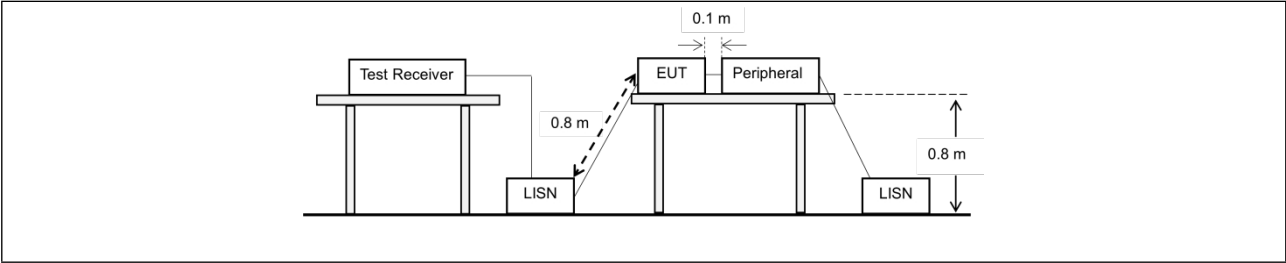 0.1 m
Test Receiver
EUT
Peripheral
0.8 m
0.8 m
LISN
LISN